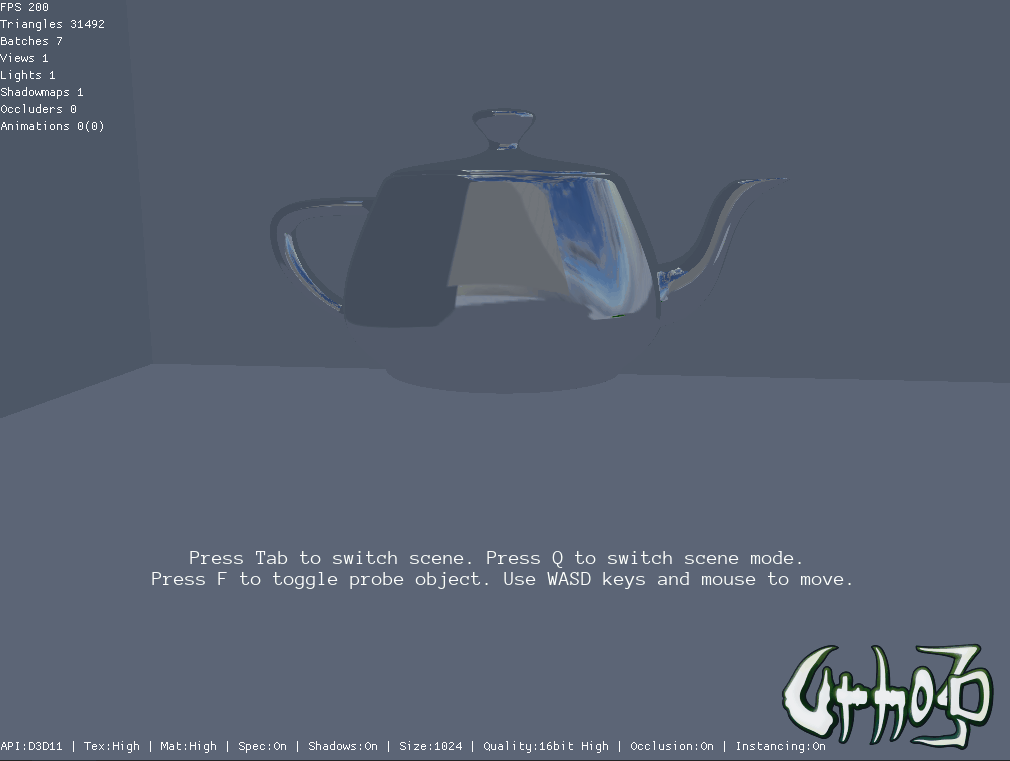 FPS 200
Triangles 31492
Batches 7
Views 1
Lights 1
Shadowmaps 1
Occluders 0
Animations 0(0)
Press Tab to switch scene. Press Q to switch scene mode.
Press F to toggle probe object. Use WASD keys and mouse to move.
API:D3D11 | Tex:High | Mat:High | Spec:On | Shadows:On | Size:1024 | Quality:16bit High | Occlusion:On | Instancing:On